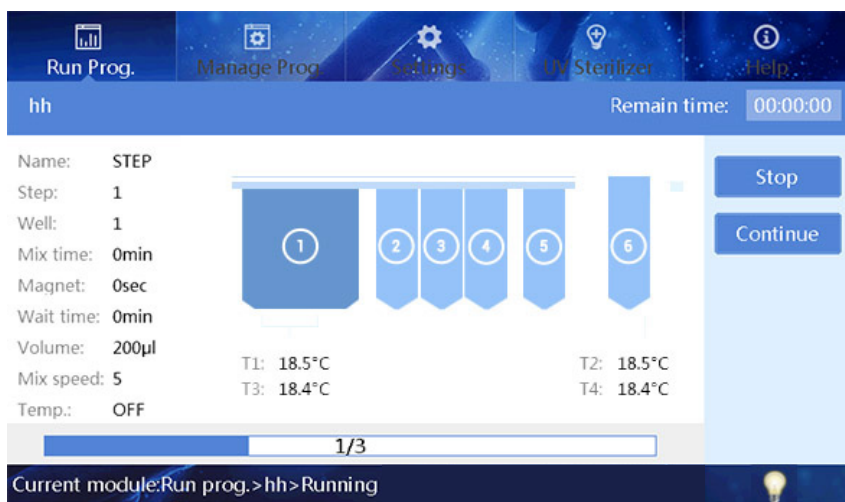 Run Prog.
Manage Prog.
Settings
UV Sterilizer
Help
hh
Remain time: 00:00:00
Name: STEP
Step: 1
Well: 1
Mix time: 0min
Magnet: 0sec
Wait time: 0min
Volume: 200µl
Mix speed: 5
Temp.: OFF
1 2 3 4 5 6
T1: 18.5°C
T2: 18.5°C
T3: 18.4°C
T4: 18.4°C
Stop
Continue
1/3
Current module:Run prog.>hh>Running